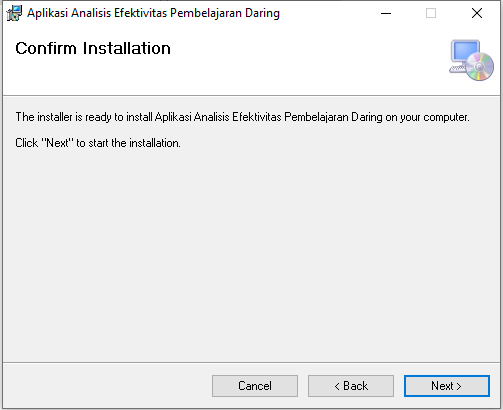 Aplikasi Analisis Efektivitas Pembelajaran Daring
Confirm Installation
The installer is ready to install Aplikasi Analisis Efektivitas Pembelajaran Daring on your computer.
Click "Next" to start the installation.
Cancel
< Back
Next >